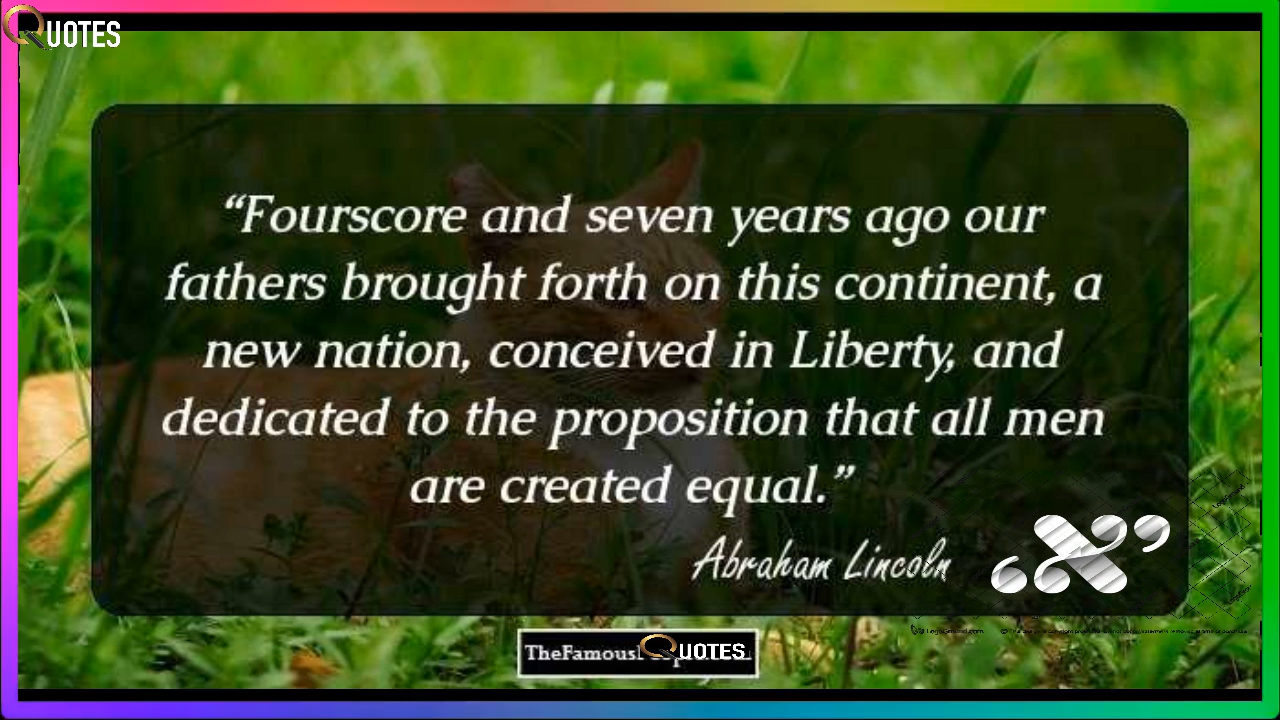 QUOTES
“Fourscore and seven years ago our
fathers brought forth on this continent, a
new nation, conceived in Liberty, and
dedicated to the proposition that all men
are created equal.”
Abraham Lincoln
QUOTES